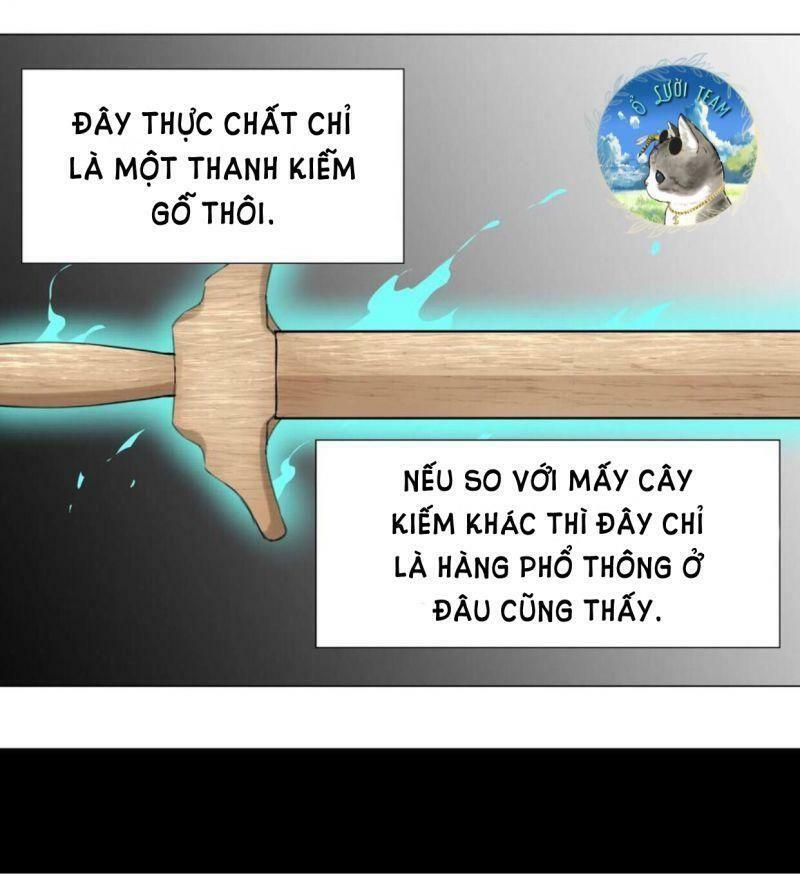 Ổ LƯỜI TEAM
ĐÂY THỰC CHẤT CHỈ
LÀ MỘT THANH KIẾM
GỖ THÔI.
NẾU SO VỚI MẤY CÂY
KIẾM KHÁC THÌ ĐÂY CHỈ
LÀ HÀNG PHỔ THÔNG Ở
ĐÂU CŨNG THẤY.